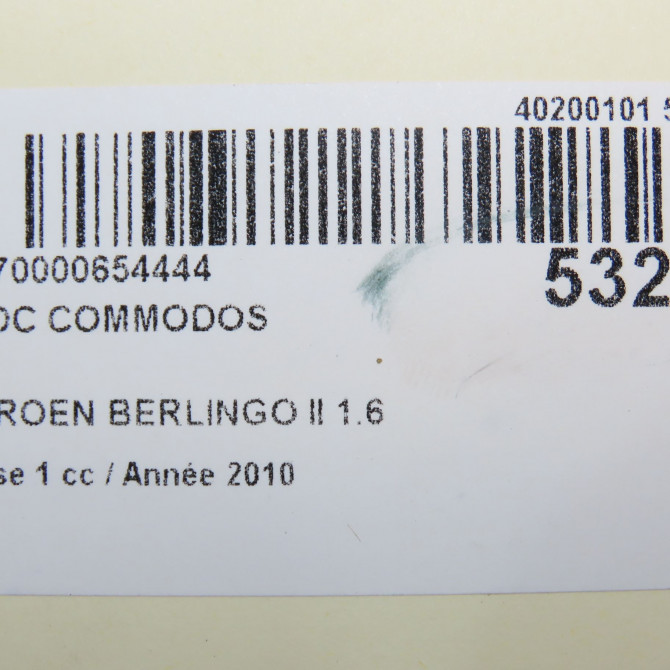 40200101 5
70000654444
532
OC COMMODOS
ROEN BERLINGO II 1.6
se 1 cc / Année 2010